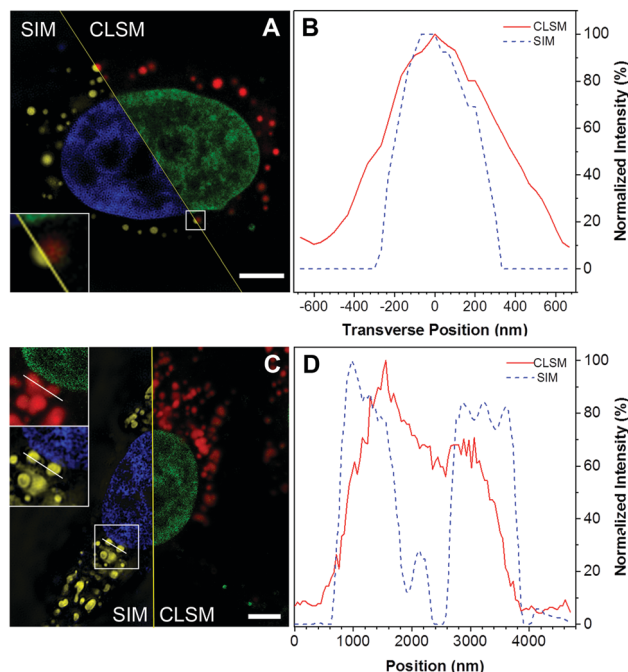 SIM CLSM
A
B
CLSM
SIM
100
80
60
40
20
0
Normalized Intensity (%)
-600 -400 -200 0 200 400 600
Transverse Position (nm)
C
SIM CLSM
D
CLSM
SIM
100
80
60
40
20
0
Normalized Intensity (%)
0 1000 2000 3000 4000
Position (nm)